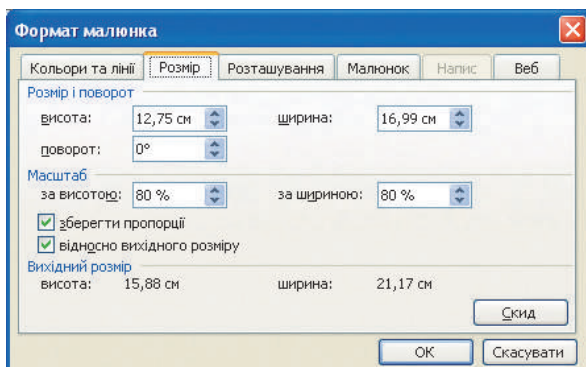 Формат малюнка
Кольори та лінії Розмір Розташування Малюнок Напис Веб
Розмір і поворот
висота: 12,75 см ширина: 16,99 см
поворот: 0°
Масштаб
за висотою: 80 % за шириною: 80 %
зберегти пропорції
відносно вихідного розміру
Вихідний розмір
висота: 15,88 см ширина: 21,17 см
Скид
ОК Скасувати